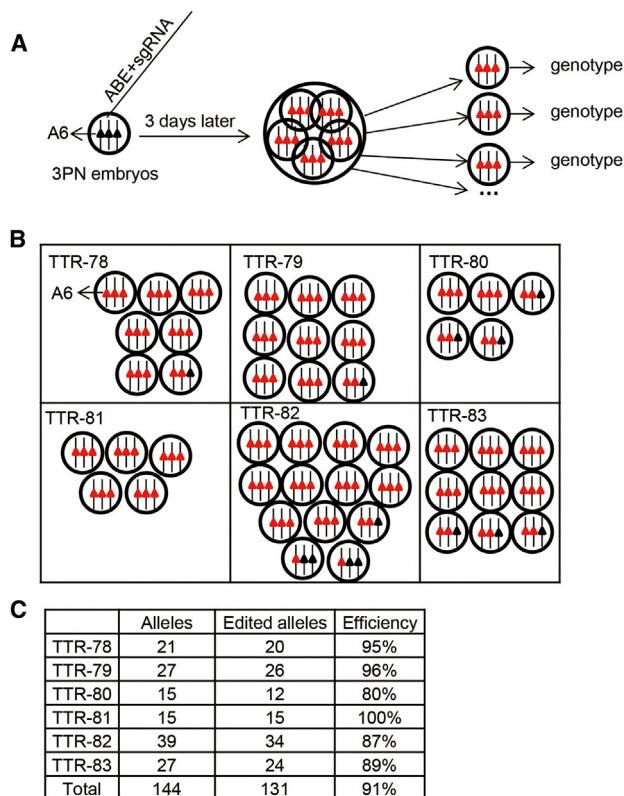 A
ABE+sgRNA
A6
3 days later
3PN embryos
genotype
genotype
genotype
...
B
TTR-78
TTR-79
TTR-80
A6
TTR-81
TTR-82
TTR-83
C
Alleles Edited alleles Efficiency
TTR-78 21 20 95%
TTR-79 27 26 96%
TTR-80 15 12 80%
TTR-81 15 15 100%
TTR-82 39 34 87%
TTR-83 27 24 89%
Total 144 131 91%